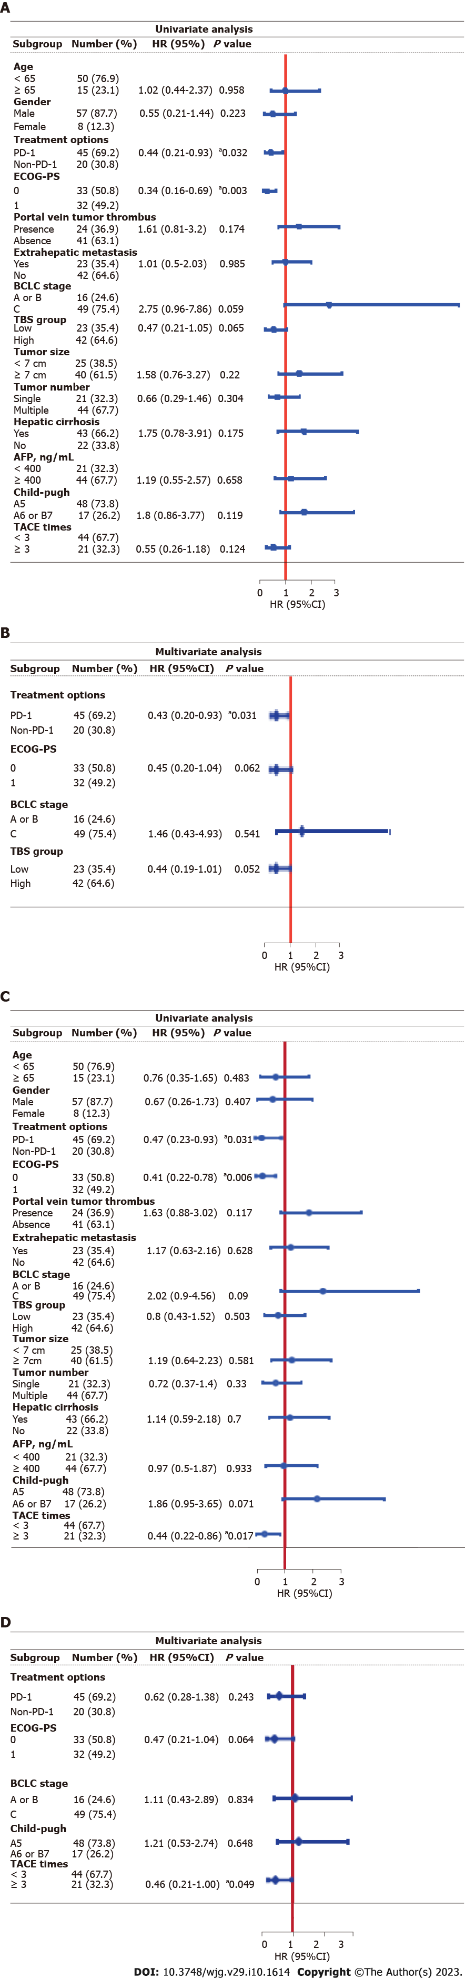 A
Univariate analysis
Subgroup Number (%) HR (95%) P value
Age
< 65 50 (76.9)
≥ 65 15 (23.1) 1.02 (0.44-2.37) 0.958
Gender
Male 57 (87.7) 0.55 (0.21-1.44) 0.223
Female 8 (12.3)
Treatment options
PD-1 45 (69.2) 0.44 (0.21-0.93) a0.032
Non-PD-1 20 (30.8)
ECOG-PS
0 33 (50.8) 0.34 (0.16-0.69) a0.003
1 32 (49.2)
Portal vein tumor thrombus
Presence 24 (36.9) 1.61 (0.81-3.2) 0.174
Absence 41 (63.1)
Extrahepatic metastasis
Yes 23 (35.4) 1.01 (0.5-2.03) 0.985
No 42 (64.6)
BCLC stage
A or B 16 (24.6)
C 49 (75.4) 2.75 (0.96-7.86) 0.059
TBS group
Low 23 (35.4) 0.47 (0.21-1.05) 0.065
High 42 (64.6)
Tumor size
< 7 cm 25 (38.5)
≥ 7 cm 40 (61.5) 1.58 (0.76-3.27) 0.22
Tumor number
Single 21 (32.3) 0.66 (0.29-1.46) 0.304
Multiple 44 (67.7)
Hepatic cirrhosis
Yes 43 (66.2) 1.75 (0.78-3.91) 0.175
No 22 (33.8)
AFP, ng/mL
< 400 21 (32.3)
≥ 400 44 (67.7) 1.19 (0.55-2.57) 0.658
Child-pugh
A5 48 (73.8)
A6 or B7 17 (26.2) 1.8 (0.86-3.77) 0.119
TACE times
< 3 44 (67.7)
≥ 3 21 (32.3) 0.55 (0.26-1.18) 0.124
0 1 2 3
HR (95%CI)
B
Multivariate analysis
Subgroup Number (%) HR (95%CI) P value
Treatment options
PD-1 45 (69.2) 0.43 (0.20-0.93) a0.031
Non-PD-1 20 (30.8)
ECOG-PS
0 33 (50.8) 0.45 (0.20-1.04) 0.062
1 32 (49.2)
BCLC stage
A or B 16 (24.6)
C 49 (75.4) 1.46 (0.43-4.93) 0.541
TBS group
Low 23 (35.4) 0.44 (0.19-1.01) 0.052
High 42 (64.6)
0 1 2 3
HR (95%CI)
C
Univariate analysis
Subgroup Number (%) HR (95%) P value
Age
< 65 50 (76.9)
≥ 65 15 (23.1) 0.76 (0.35-1.65) 0.483
Gender
Male 57 (87.7) 0.67 (0.26-1.73) 0.407
Female 8 (12.3)
Treatment options
PD-1 45 (69.2) 0.47 (0.23-0.93) a0.031
Non-PD-1 20 (30.8)
ECOG-PS
0 33 (50.8) 0.41 (0.22-0.78) a0.006
1 32 (49.2)
Portal vein tumor thrombus
Presence 24 (36.9) 1.63 (0.88-3.02) 0.117
Absence 41 (63.1)
Extrahepatic metastasis
Yes 23 (35.4) 1.17 (0.63-2.16) 0.628
No 42 (64.6)
BCLC stage
A or B 16 (24.6)
C 49 (75.4) 2.02 (0.9-4.56) 0.09
TBS group
Low 23 (35.4) 0.8 (0.43-1.52) 0.503
High 42 (64.6)
Tumor size
< 7 cm 25 (38.5)
≥ 7cm 40 (61.5) 1.19 (0.64-2.23) 0.581
Tumor number
Single 21 (32.3) 0.72 (0.37-1.4) 0.33
Multiple 44 (67.7)
Hepatic cirrhosis
Yes 43 (66.2) 1.14 (0.59-2.18) 0.7
No 22 (33.8)
AFP, ng/mL
< 400 21 (32.3)
≥ 400 44 (67.7) 0.97 (0.5-1.87) 0.933
Child-pugh
A5 48 (73.8)
A6 or B7 17 (26.2) 1.86 (0.95-3.65) 0.071
TACE times
< 3 44 (67.7)
≥ 3 21 (32.3) 0.44 (0.22-0.86) a0.017
0 1 2 3
HR (95%CI)
D
Multivariate analysis
Subgroup Number (%) HR (95%CI) P value
Treatment options
PD-1 45 (69.2) 0.62 (0.28-1.38) 0.243
Non-PD-1 20 (30.8)
ECOG-PS
0 33 (50.8) 0.47 (0.21-1.04) 0.064
1 32 (49.2)
BCLC stage
A or B 16 (24.6) 1.11 (0.43-2.89) 0.834
C 49 (75.4)
Child-pugh
A5 48 (73.8) 1.21 (0.53-2.74) 0.648
A6 or B7 17 (26.2)
TACE times
< 3 44 (67.7)
≥ 3 21 (32.3) 0.46 (0.21-1.00) a0.049
0 1 2 3
HR (95%CI)
DOI: 10.3748/wjg.v29.i10.1614 Copyright ©The Author(s) 2023.